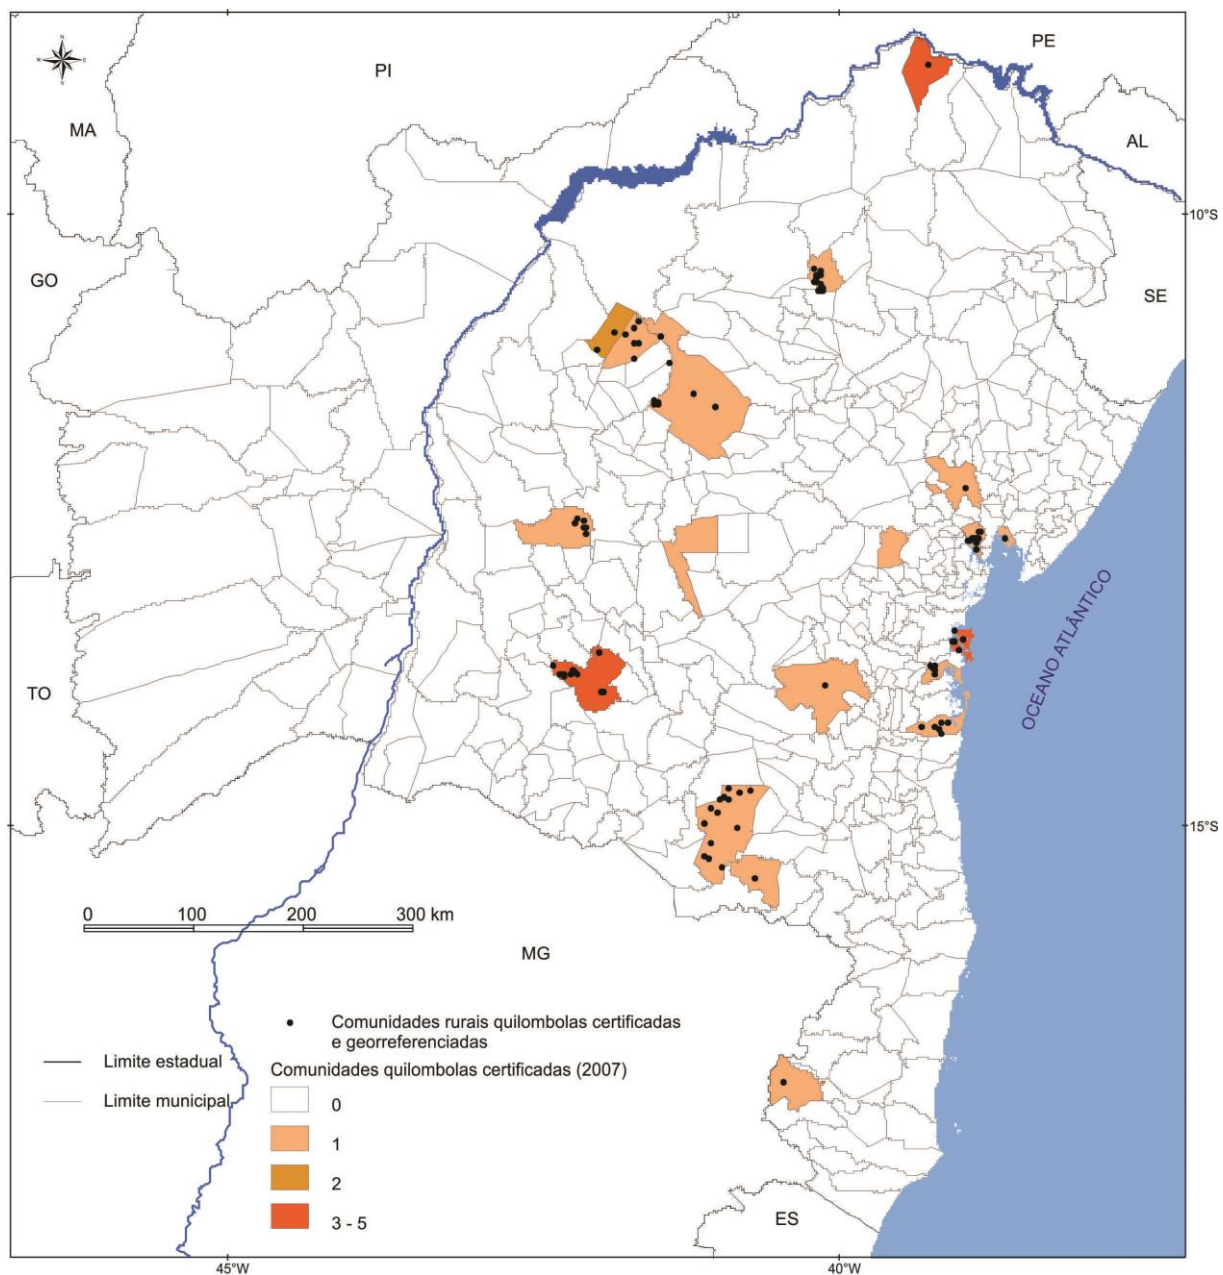 N
W
E
S
PE
PI
MA
AL
10°S
GO
SE
OCEANO ATLÂNTICO
TO
15°S
0 100 200 300 km
MG
Comunidades rurais quilombolas certificadas
e georreferenciadas
Limite estadual
Comunidades quilombolas certificadas (2007)
Limite municipal
0
1
2
3 - 5
ES
45°W
40°W